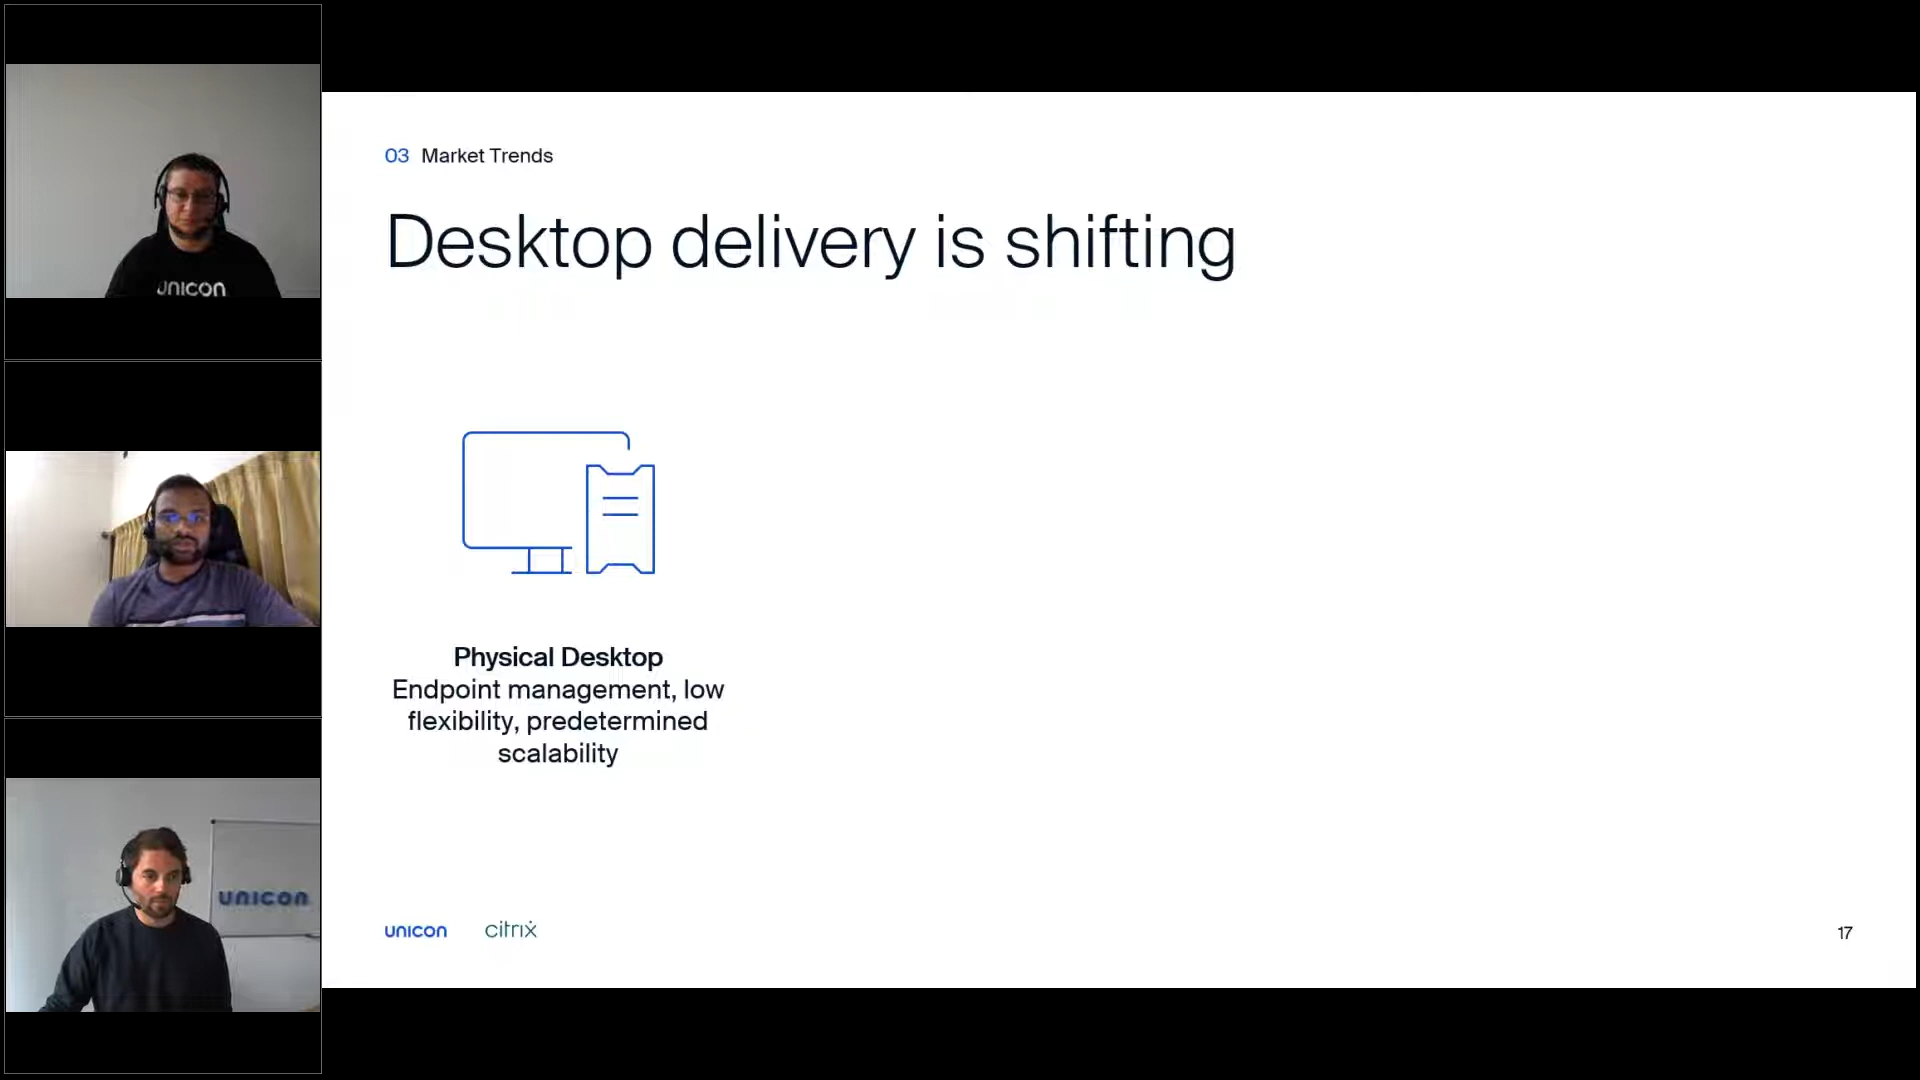 UNICON
UNICON
03 Market Trends
Desktop delivery is shifting
Physical Desktop
Endpoint management, low
flexibility, predetermined
scalability
UNICON citrix
17